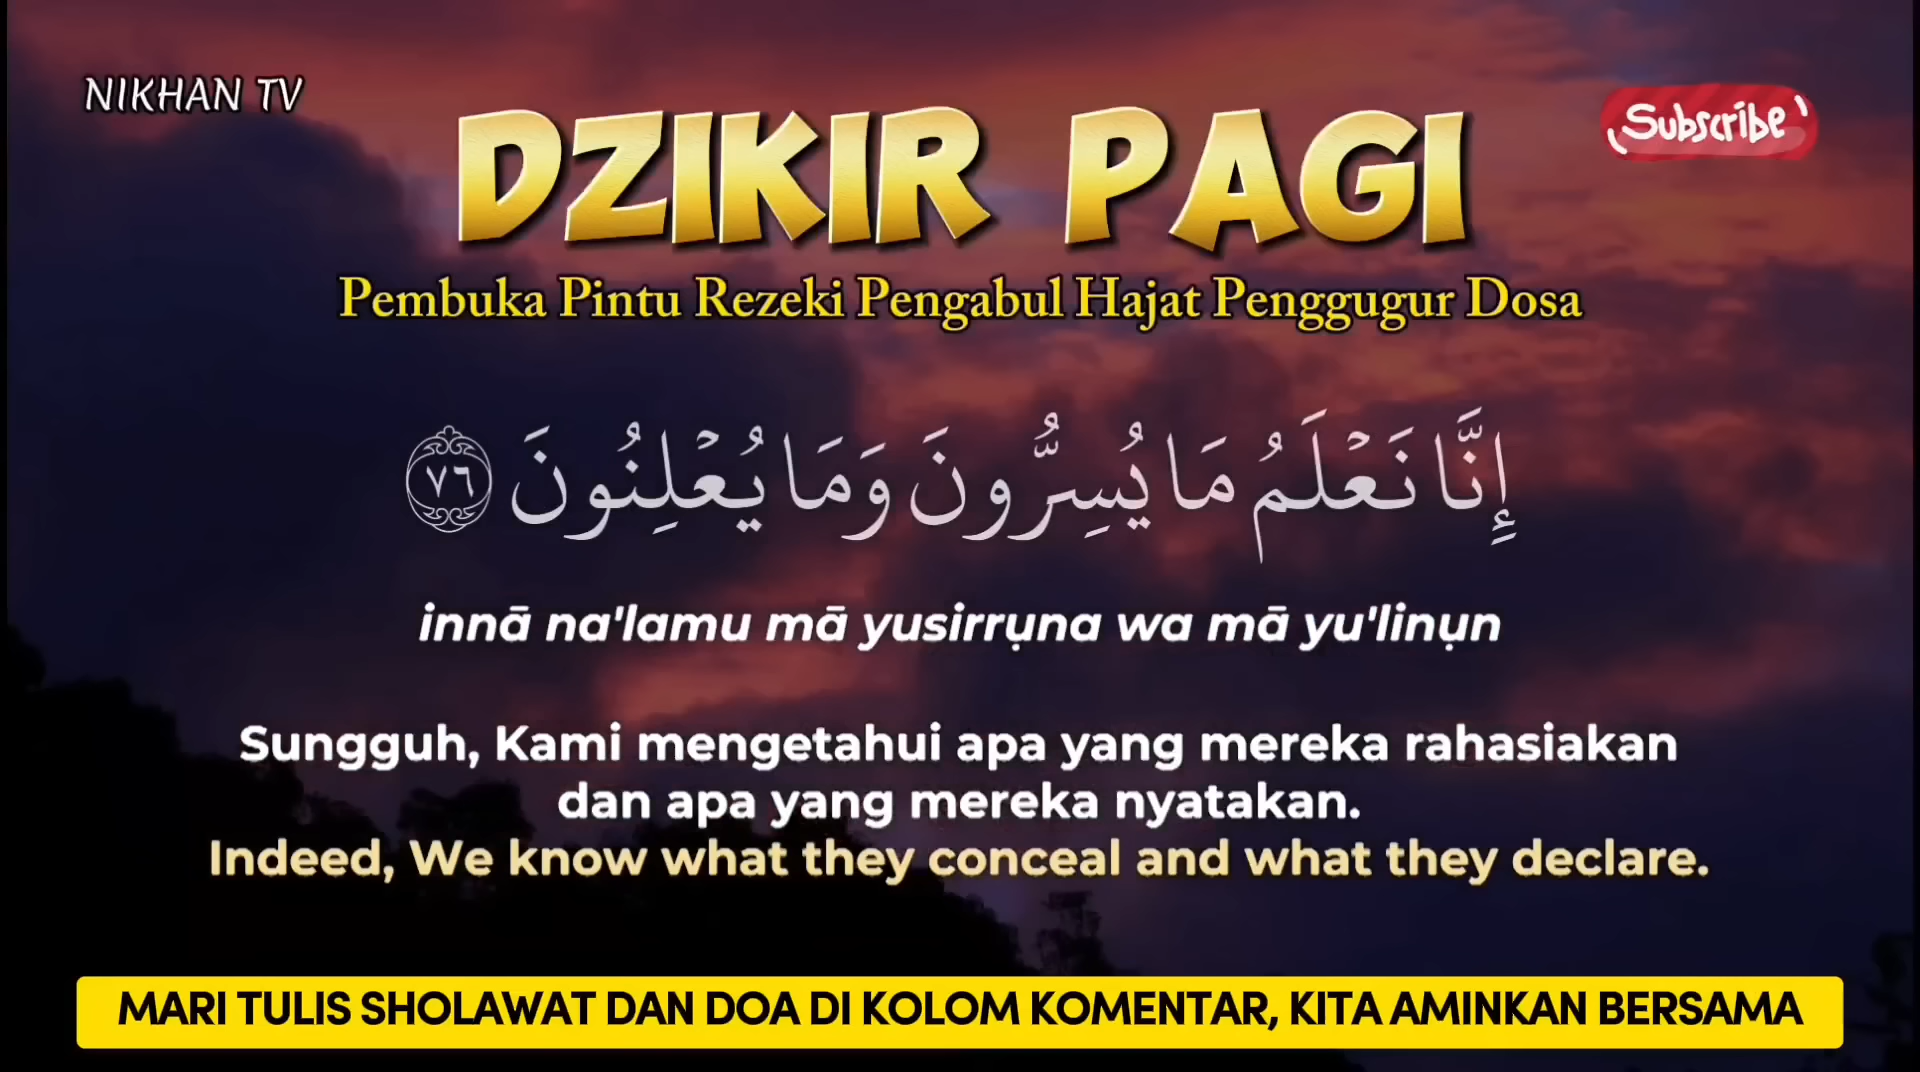 NIKHAN TV
Subscribe
DZIKIR PAGI
Pembuka Pintu Rezeki Pengabul Hajat Penggugur Dosa
إِنَّا نَعْلَمُ مَا يُسِرُّونَ وَمَا يُعْلِنُونَ ٧٦
innā na'lamu mā yusirrụna wa mā yu'linụn
Sungguh, Kami mengetahui apa yang mereka rahasiakan
dan apa yang mereka nyatakan.
Indeed, We know what they conceal and what they declare.
MARI TULIS SHOLAWAT DAN DOA DI KOLOM KOMENTAR, KITA AMINKAN BERSAMA